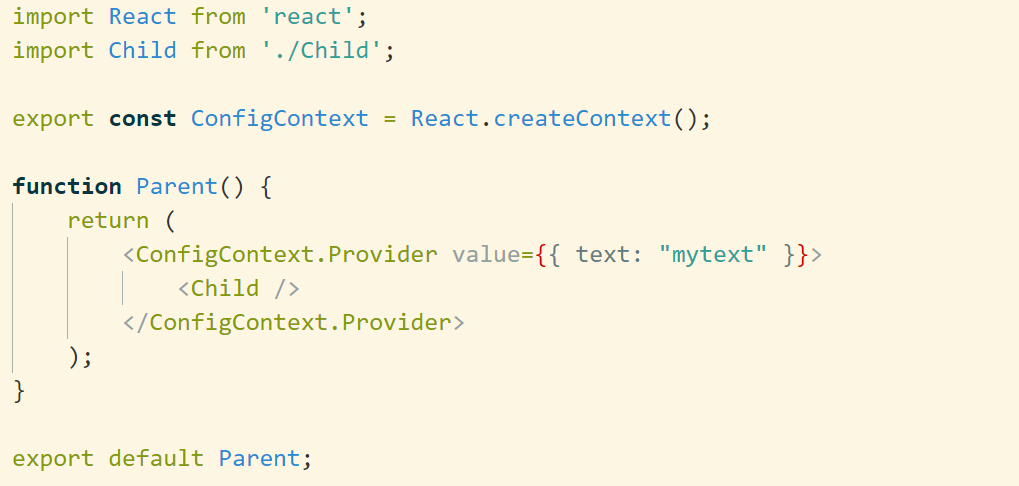 import React from 'react';
import Child from './Child';
export const ConfigContext = React.createContext();
function Parent() {
return (
<ConfigContext.Provider value={{ text: "mytext" }}>
<Child />
</ConfigContext.Provider>
);
}
export default Parent;